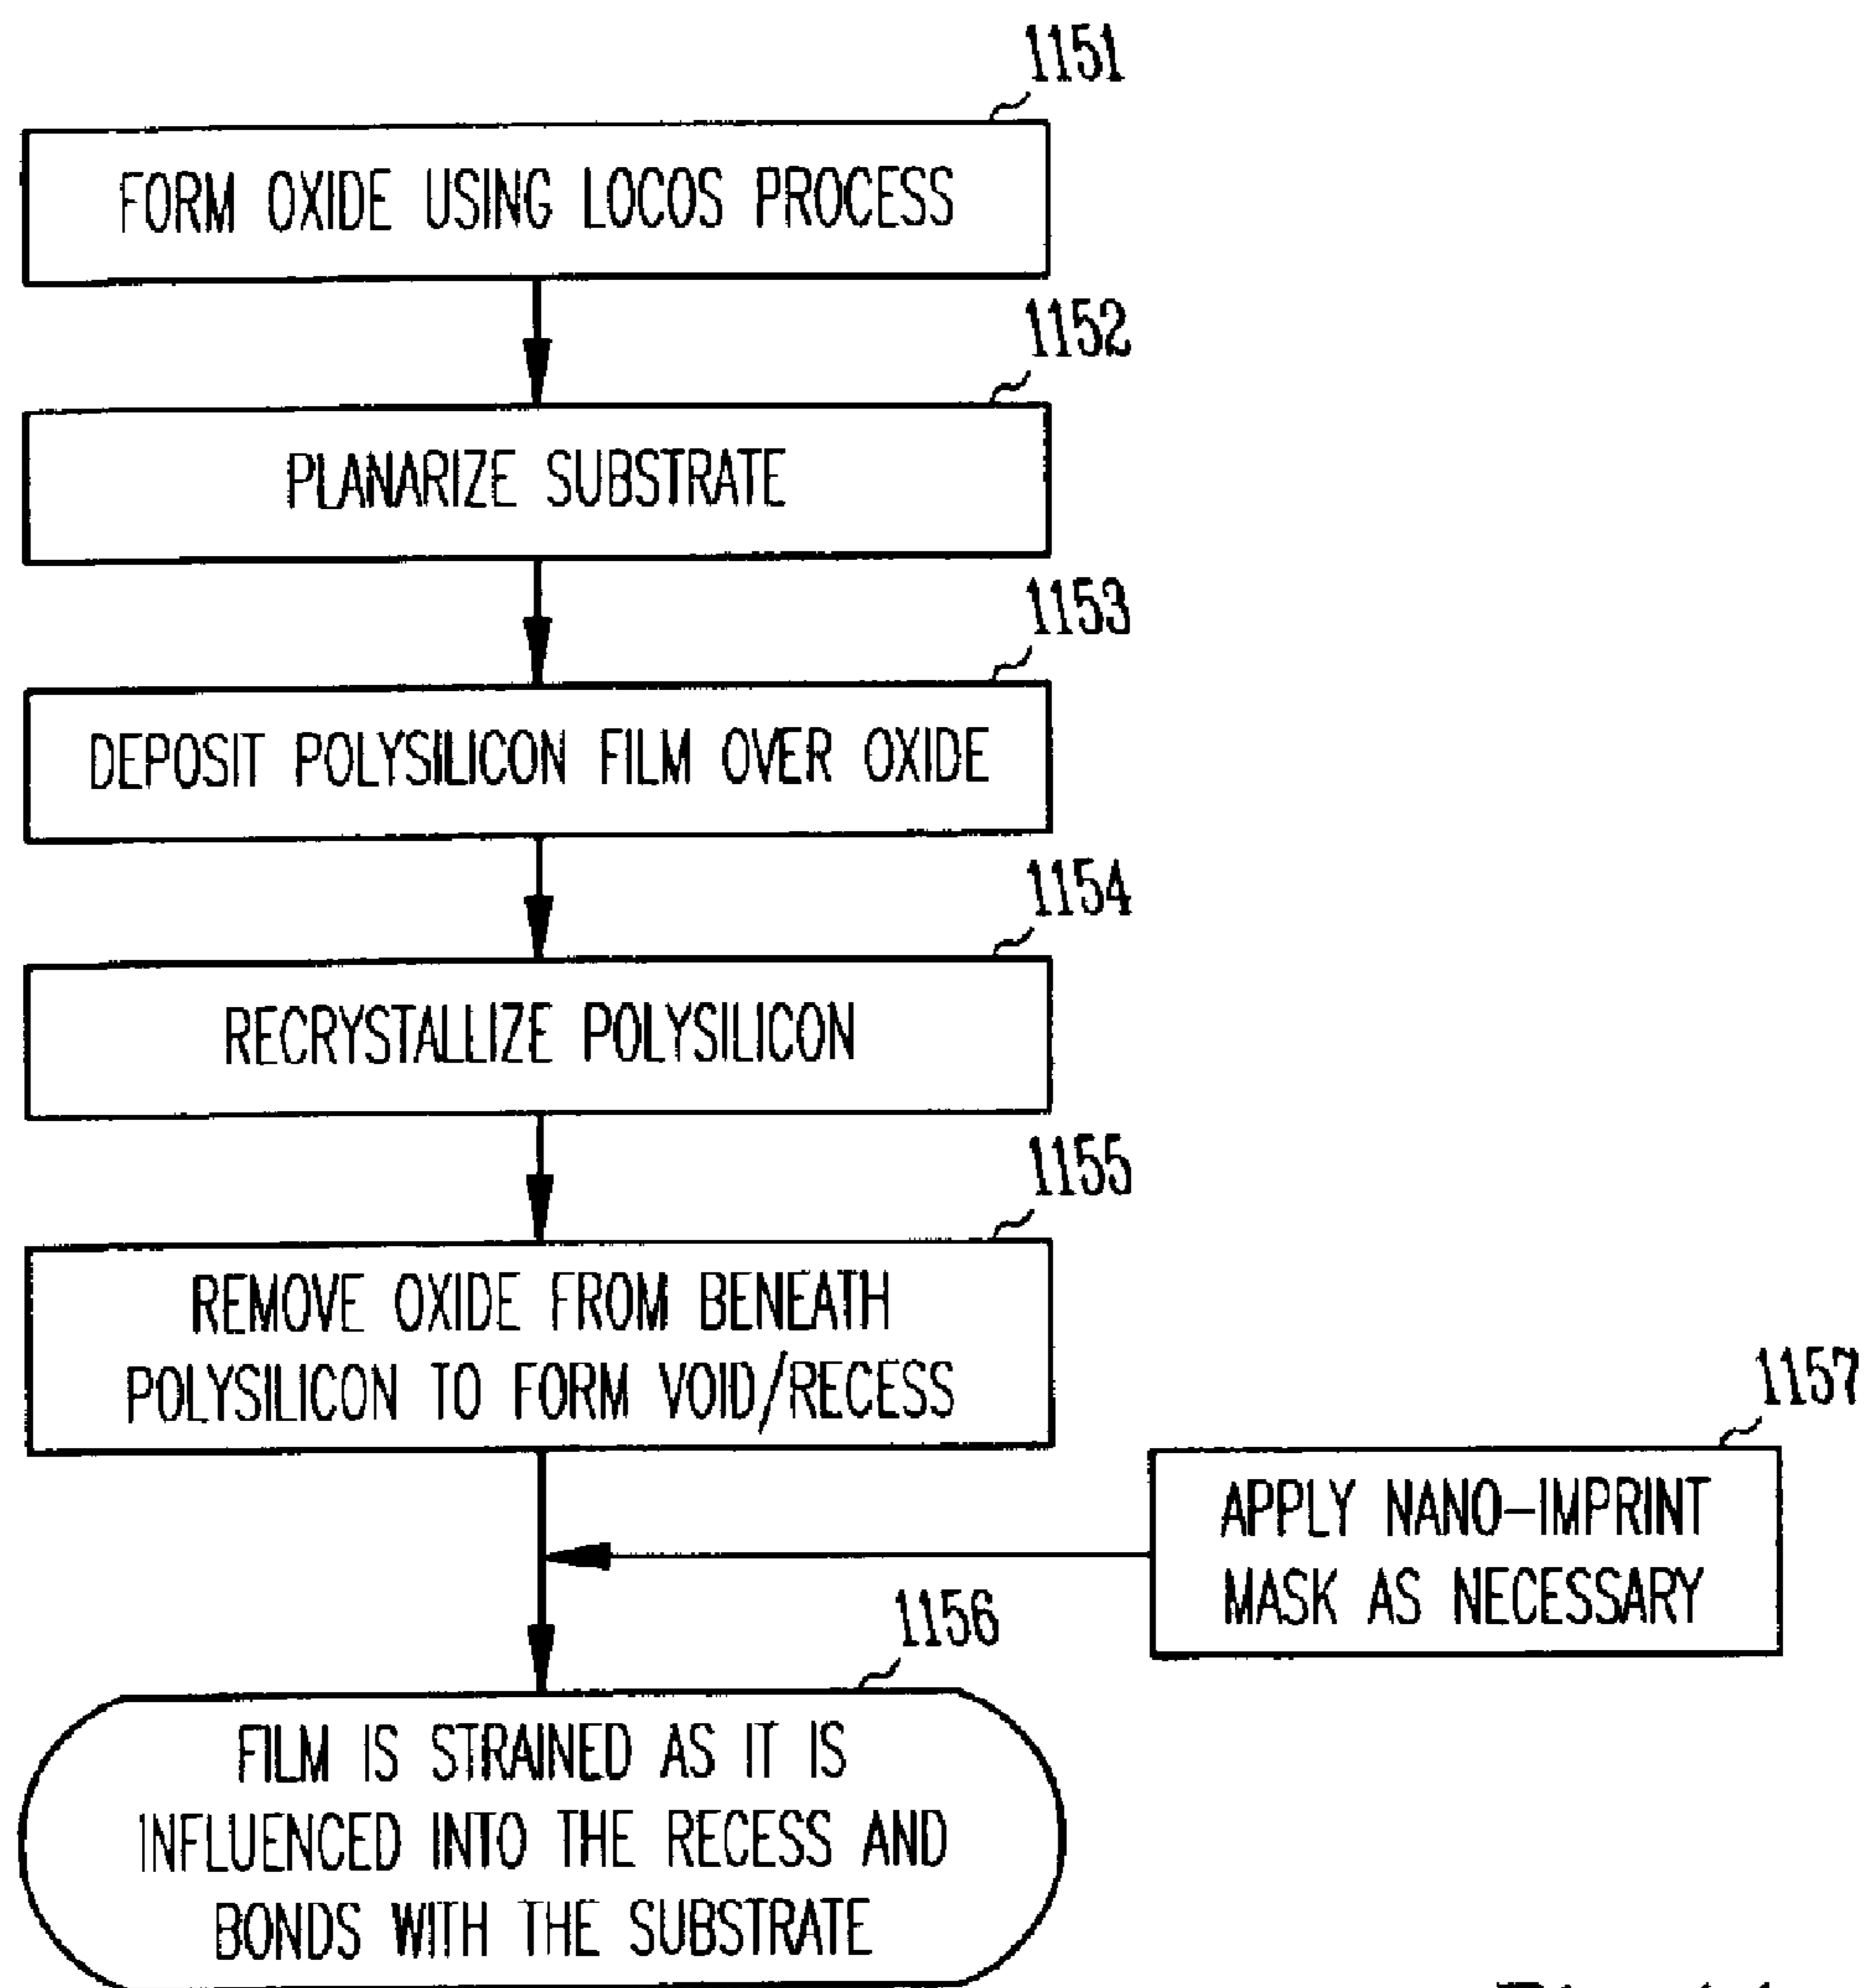 1151
FORM OXIDE USING LOCOS PROCESS
1152
PLANARIZE SUBSTRATE
1153
DEPOSIT POLYSILICON FILM OVER OXIDE
1154
RECRYSTALLIZE POLYSILICON
1155
REMOVE OXIDE FROM BENEATH
POLYSILICON TO FORM VOID/RECESS
1157
APPLY NANO-IMPRINT
MASK AS NECESSARY
1156
FILM IS STRAINED AS IT IS
INFLUENCED INTO THE RECESS AND
BONDS WITH THE SUBSTRATE